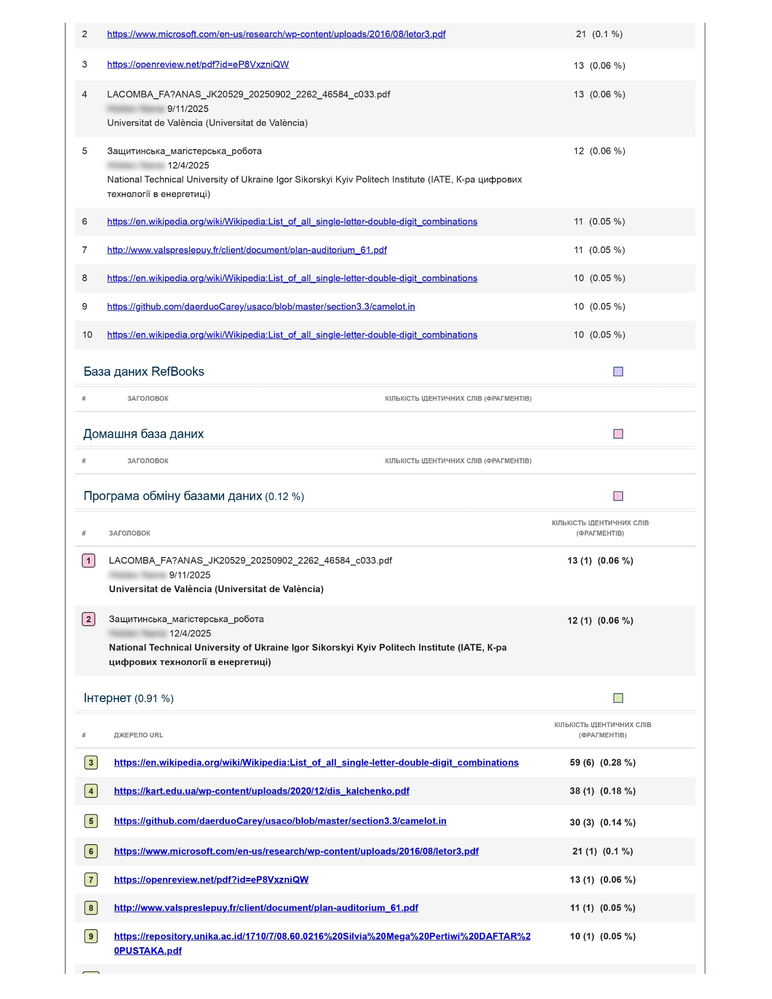 2 https://www.microsoft.com/en-us/research/wp-content/uploads/2016/08/letor3.pdf 21 (0.1 %)
3 https://openreview.net/pdf?id=eP8VxzniQW 13 (0.06 %)
4 LACOMBA_FA?ANAS_JK20529_20250902_2262_46584_c033.pdf 13 (0.06 %)
9/11/2025
Universitat de València (Universitat de València)
5 Защитинська_магістерська_робота 12 (0.06 %)
12/4/2025
National Technical University of Ukraine Igor Sikorskyi Kyiv Politech Institute (ІАТЕ, К-ра цифрових
технології в енергетиці)
6 https://en.wikipedia.org/wiki/Wikipedia:List_of_all_single-letter-double-digit_combinations 11 (0.05 %)
7 http://www.valspreslepuy.fr/client/document/plan-auditorium_61.pdf 11 (0.05 %)
8 https://en.wikipedia.org/wiki/Wikipedia:List_of_all_single-letter-double-digit_combinations 10 (0.05 %)
9 https://github.com/daerduoCarey/usaco/blob/master/section3.3/camelot.in 10 (0.05 %)
10 https://en.wikipedia.org/wiki/Wikipedia:List_of_all_single-letter-double-digit_combinations 10 (0.05 %)
База даних RefBooks
# ЗАГОЛОВОК КІЛЬКІСТЬ ІДЕНТИЧНИХ СЛІВ (ФРАГМЕНТІВ)
Домашня база даних
# ЗАГОЛОВОК КІЛЬКІСТЬ ІДЕНТИЧНИХ СЛІВ (ФРАГМЕНТІВ)
Програма обміну базами даних (0.12 %)
КІЛЬКІСТЬ ІДЕНТИЧНИХ СЛІВ
# ЗАГОЛОВОК (ФРАГМЕНТІВ)
1 LACOMBA_FA?ANAS_JK20529_20250902_2262_46584_c033.pdf 13 (1) (0.06 %)
9/11/2025
Universitat de València (Universitat de València)
2 Защитинська_магістерська_робота 12 (1) (0.06 %)
12/4/2025
National Technical University of Ukraine Igor Sikorskyi Kyiv Politech Institute (ІАТЕ, К-ра
цифрових технології в енергетиці)
Інтернет (0.91 %)
КІЛЬКІСТЬ ІДЕНТИЧНИХ СЛІВ
# ДЖЕРЕЛО URL (ФРАГМЕНТІВ)
3 https://en.wikipedia.org/wiki/Wikipedia:List_of_all_single-letter-double-digit_combinations 59 (6) (0.28 %)
4 https://kart.edu.ua/wp-content/uploads/2020/12/dis_kalchenko.pdf 38 (1) (0.18 %)
5 https://github.com/daerduoCarey/usaco/blob/master/section3.3/camelot.in 30 (3) (0.14 %)
6 https://www.microsoft.com/en-us/research/wp-content/uploads/2016/08/letor3.pdf 21 (1) (0.1 %)
7 https://openreview.net/pdf?id=eP8VxzniQW 13 (1) (0.06 %)
8 http://www.valspreslepuy.fr/client/document/plan-auditorium_61.pdf 11 (1) (0.05 %)
9 https://repository.unika.ac.id/1710/7/08.60.0216%20Silvia%20Mega%20Pertiwi%20DAFTAR%2 10 (1) (0.05 %)
0PUSTAKA.pdf